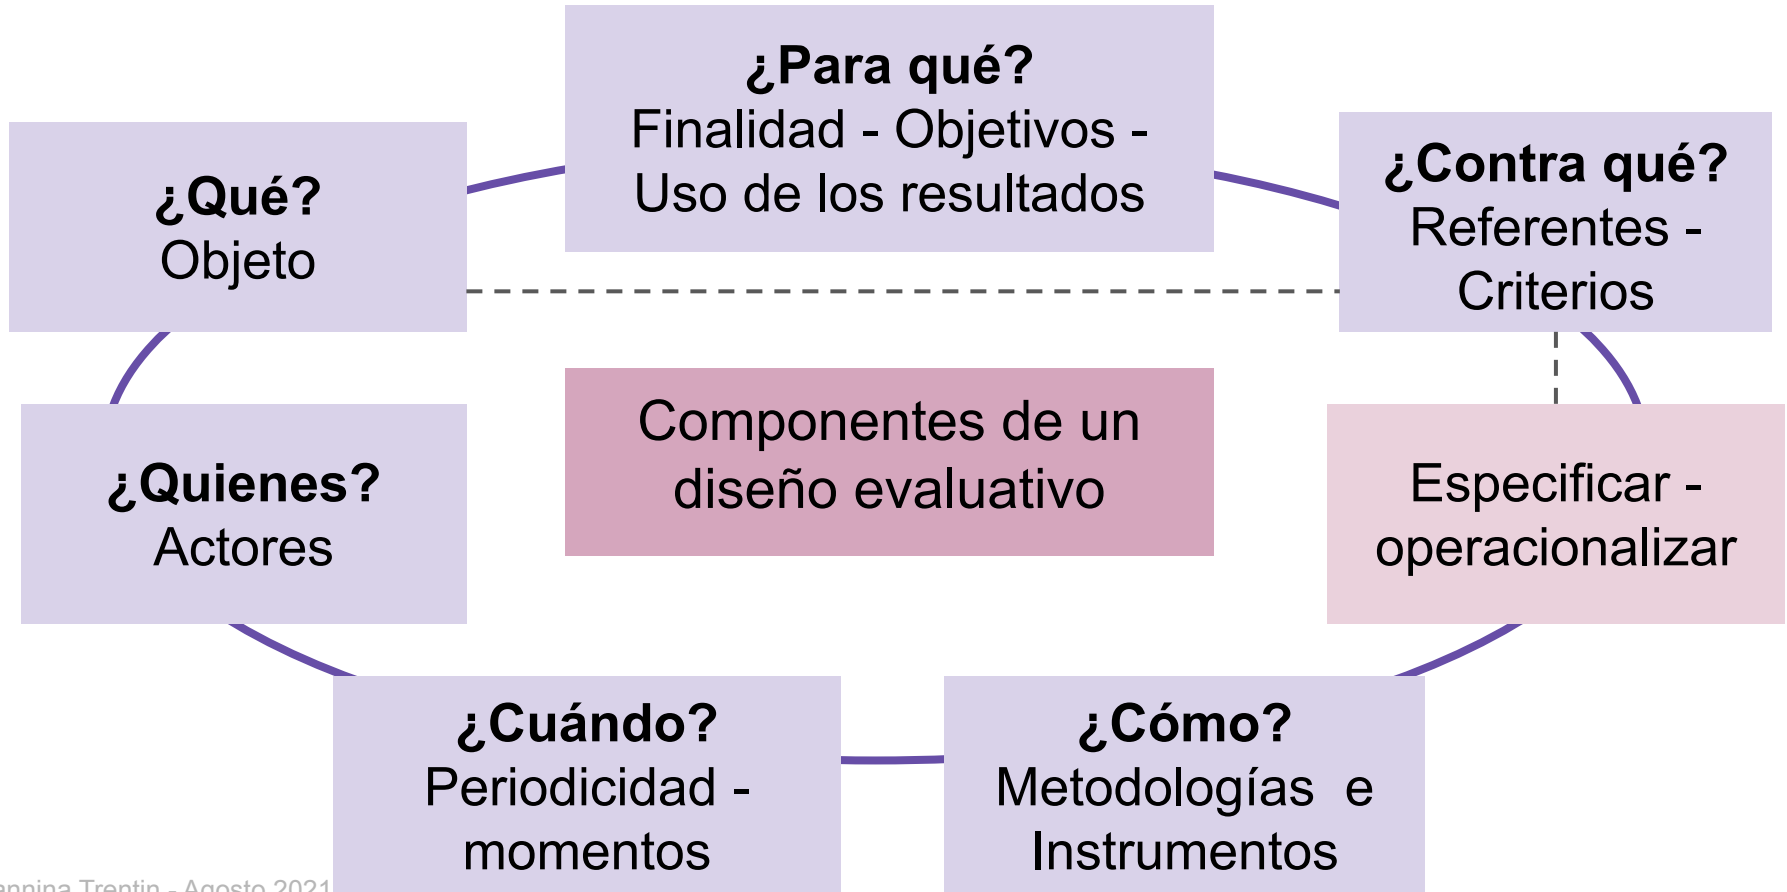 ¿Para qué?
Finalidad - Objetivos -
Uso de los resultados
¿Qué?
Objeto
¿Contra qué?
Referentes -
Criterios
Componentes de un
diseño evaluativo
¿Quienes?
Actores
Especificar -
operacionalizar
¿Cuándo?
Periodicidad -
momentos
¿Cómo?
Metodologías e
Instrumentos
Trentin - Agosto 2021